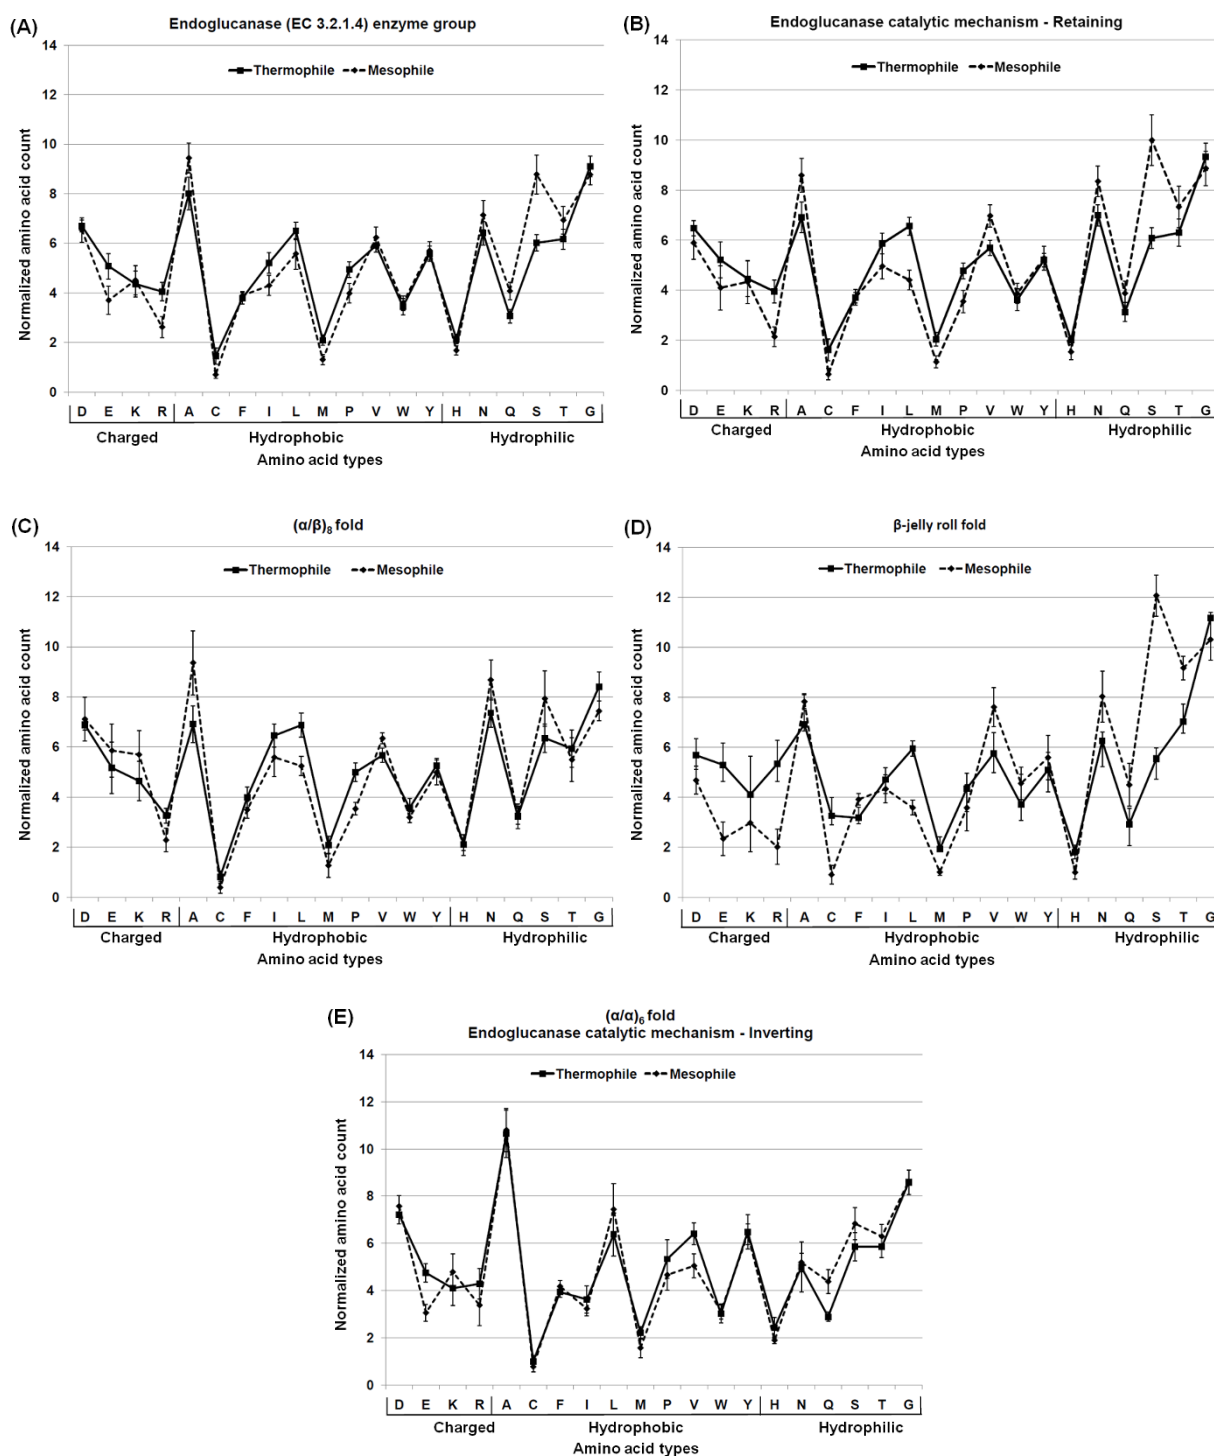 (A)
Endoglucanase (EC 3.2.1.4) enzyme group
Thermophile Mesophile
Normalized amino acid count
14
12
10
8
6
4
2
0
D E K R A C F I L M P V W Y H N Q S T G
Charged Hydrophobic Hydrophilic
Amino acid types
(B)
Endoglucanase catalytic mechanism - Retaining
Thermophile Mesophile
Normalized amino acid count
14
12
10
8
6
4
2
0
D E K R A C F I L M P V W Y H N Q S T G
Charged Hydrophobic Hydrophilic
Amino acid types
(C)
(α/β)8 fold
Thermophile Mesophile
Normalized amino acid count
14
12
10
8
6
4
2
0
D E K R A C F I L M P V W Y H N Q S T G
Charged Hydrophobic Hydrophilic
Amino acid types
(D)
β-jelly roll fold
Thermophile Mesophile
Normalized amino acid count
14
12
10
8
6
4
2
0
D E K R A C F I L M P V W Y H N Q S T G
Charged Hydrophobic Hydrophilic
Amino acid types
(E)
(α/α)6 fold
Endoglucanase catalytic mechanism - Inverting
Thermophile Mesophile
Normalized amino acid count
14
12
10
8
6
4
2
0
D E K R A C F I L M P V W Y H N Q S T G
Charged Hydrophobic Hydrophilic
Amino acid types